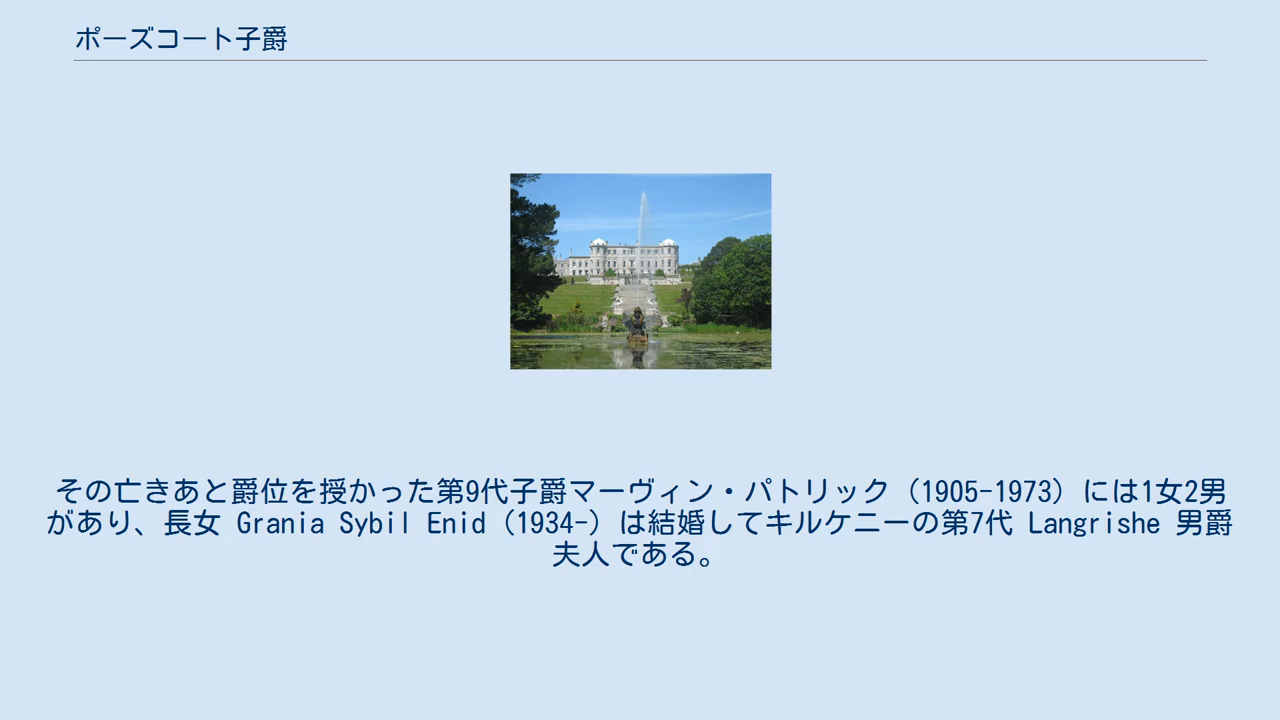 ポーズコート子爵
その亡きあと爵位を授かった第9代子爵マーヴィン・パトリック（1905-1973）には1女2男
があり、長女 Grania Sybil Enid（1934-）は結婚してキルケニーの第7代 Langrishe 男爵
夫人である。